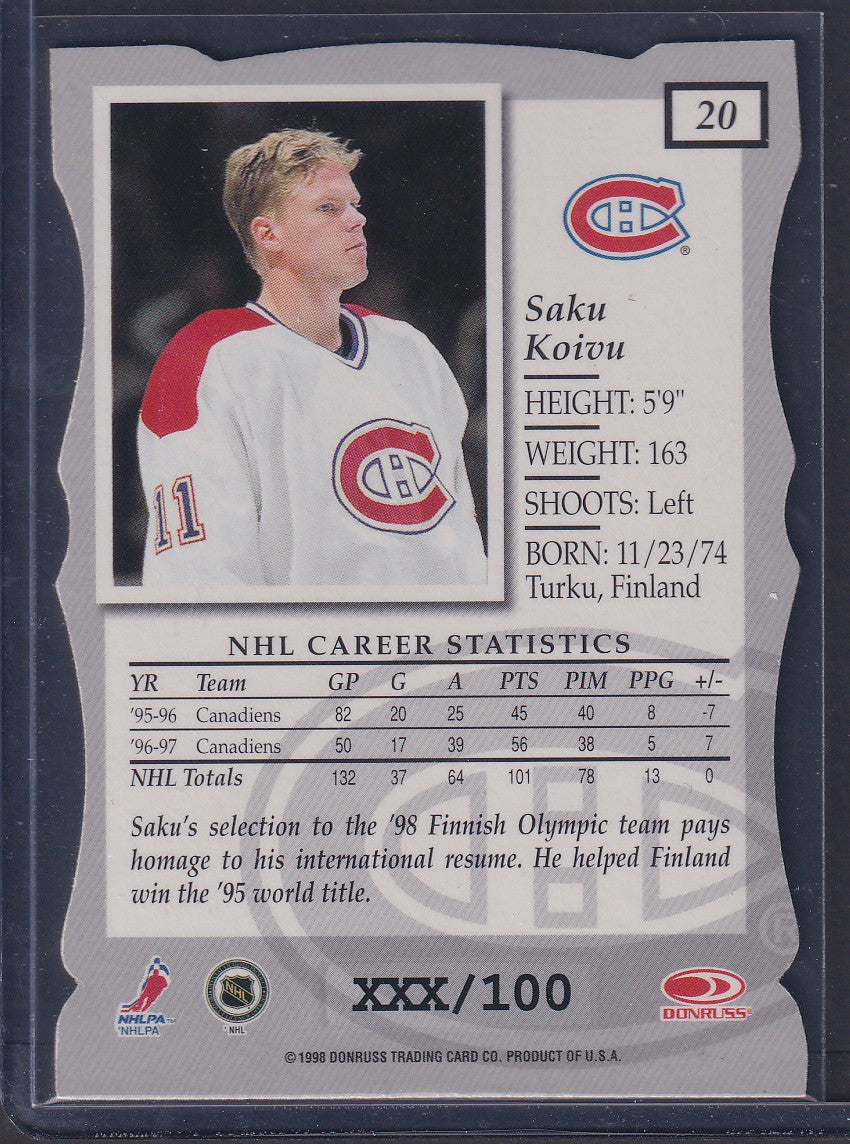 20
Saku
Koivu
HEIGHT: 5'9"
WEIGHT: 163
SHOOTS: Left
BORN: 11/23/74
Turku, Finland
11
NHL CAREER STATISTICS
YR Team GP G A PTS PIM PPG +/-
'95-96 Canadiens 82 20 25 45 40 8 -7
'96-97 Canadiens 50 17 39 56 38 5 7
NHL Totals 132 37 64 101 78 13 0
Saku's selection to the '98 Finnish Olympic team pays
homage to his international resume. He helped Finland
win the '95 world title.
NHLPA™
'NHLPA
NHL
'NHL
XXX/100
DONRUSS®
©1998 DONRUSS TRADING CARD CO. PRODUCT OF U.S.A.